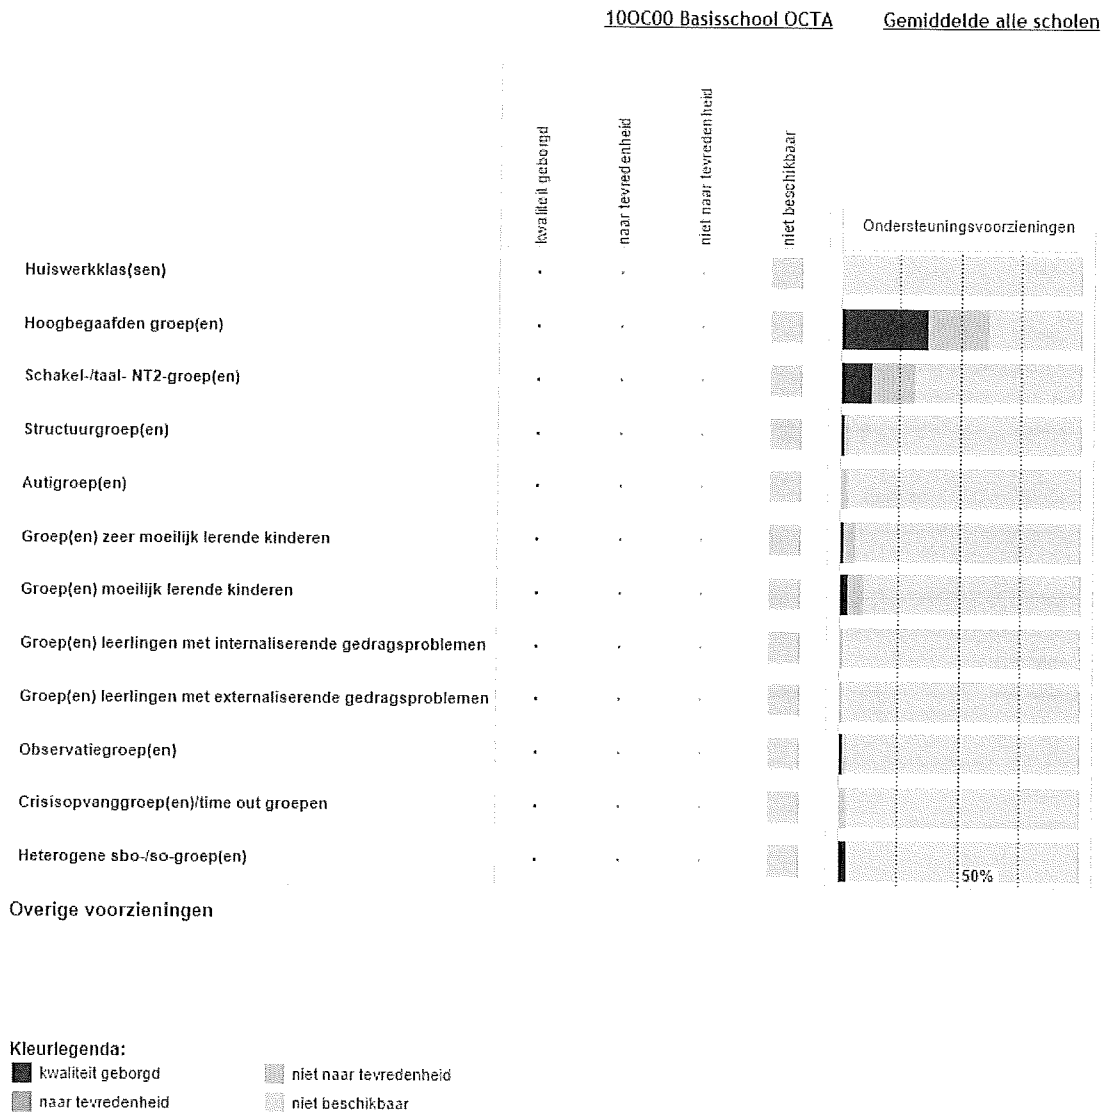 10OC00 Basisschool OCTA
Gemiddelde alle scholen
kwaliteit geborgd
naar tevredenheid
niet naar tevredenheid
niet beschikbaar
Ondersteuningsvoorzieningen
Huiswerkklas(sen)
Hoogbegaafden groep(en)
Schakel-/taal- NT2-groep(en)
Structuurgroep(en)
Autigroep(en)
Groep(en) zeer moeilijk lerende kinderen
Groep(en) moeilijk lerende kinderen
Groep(en) leerlingen met internaliserende gedragsproblemen
Groep(en) leerlingen met externaliserende gedragsproblemen
Observatiegroep(en)
Crisisopvanggroep(en)/time out groepen
Heterogene sbo-/so-groep(en)
50%
Overige voorzieningen
Kleurlegenda:
kwaliteit geborgd
niet naar tevredenheid
naar tevredenheid
niet beschikbaar